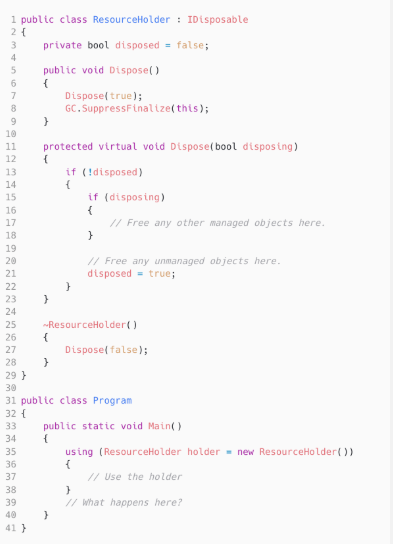 1 public class ResourceHolder : IDisposable
2 {
3     private bool disposed = false;
4
5     public void Dispose()
6     {
7         Dispose(true);
8         GC.SuppressFinalize(this);
9     }
10
11     protected virtual void Dispose(bool disposing)
12     {
13         if (!disposed)
14         {
15             if (disposing)
16             {
17                 // Free any other managed objects here.
18             }
19
20             // Free any unmanaged objects here.
21             disposed = true;
22         }
23     }
24
25     ~ResourceHolder()
26     {
27         Dispose(false);
28     }
29 }
30
31 public class Program
32 {
33     public static void Main()
34     {
35         using (ResourceHolder holder = new ResourceHolder())
36         {
37             // Use the holder
38         }
39         // What happens here?
40     }
41 }